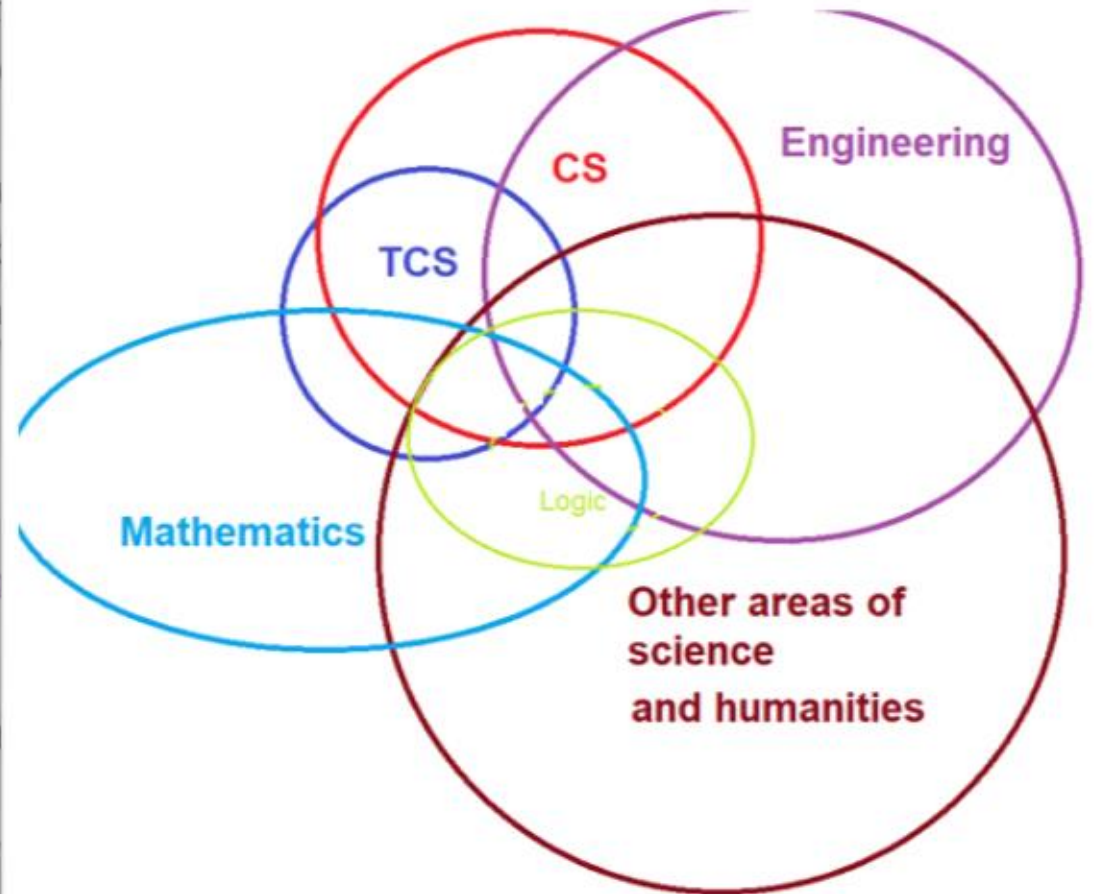 Engineering
CS
TCS
Logic
Mathematics
Other areas of
science
and humanities